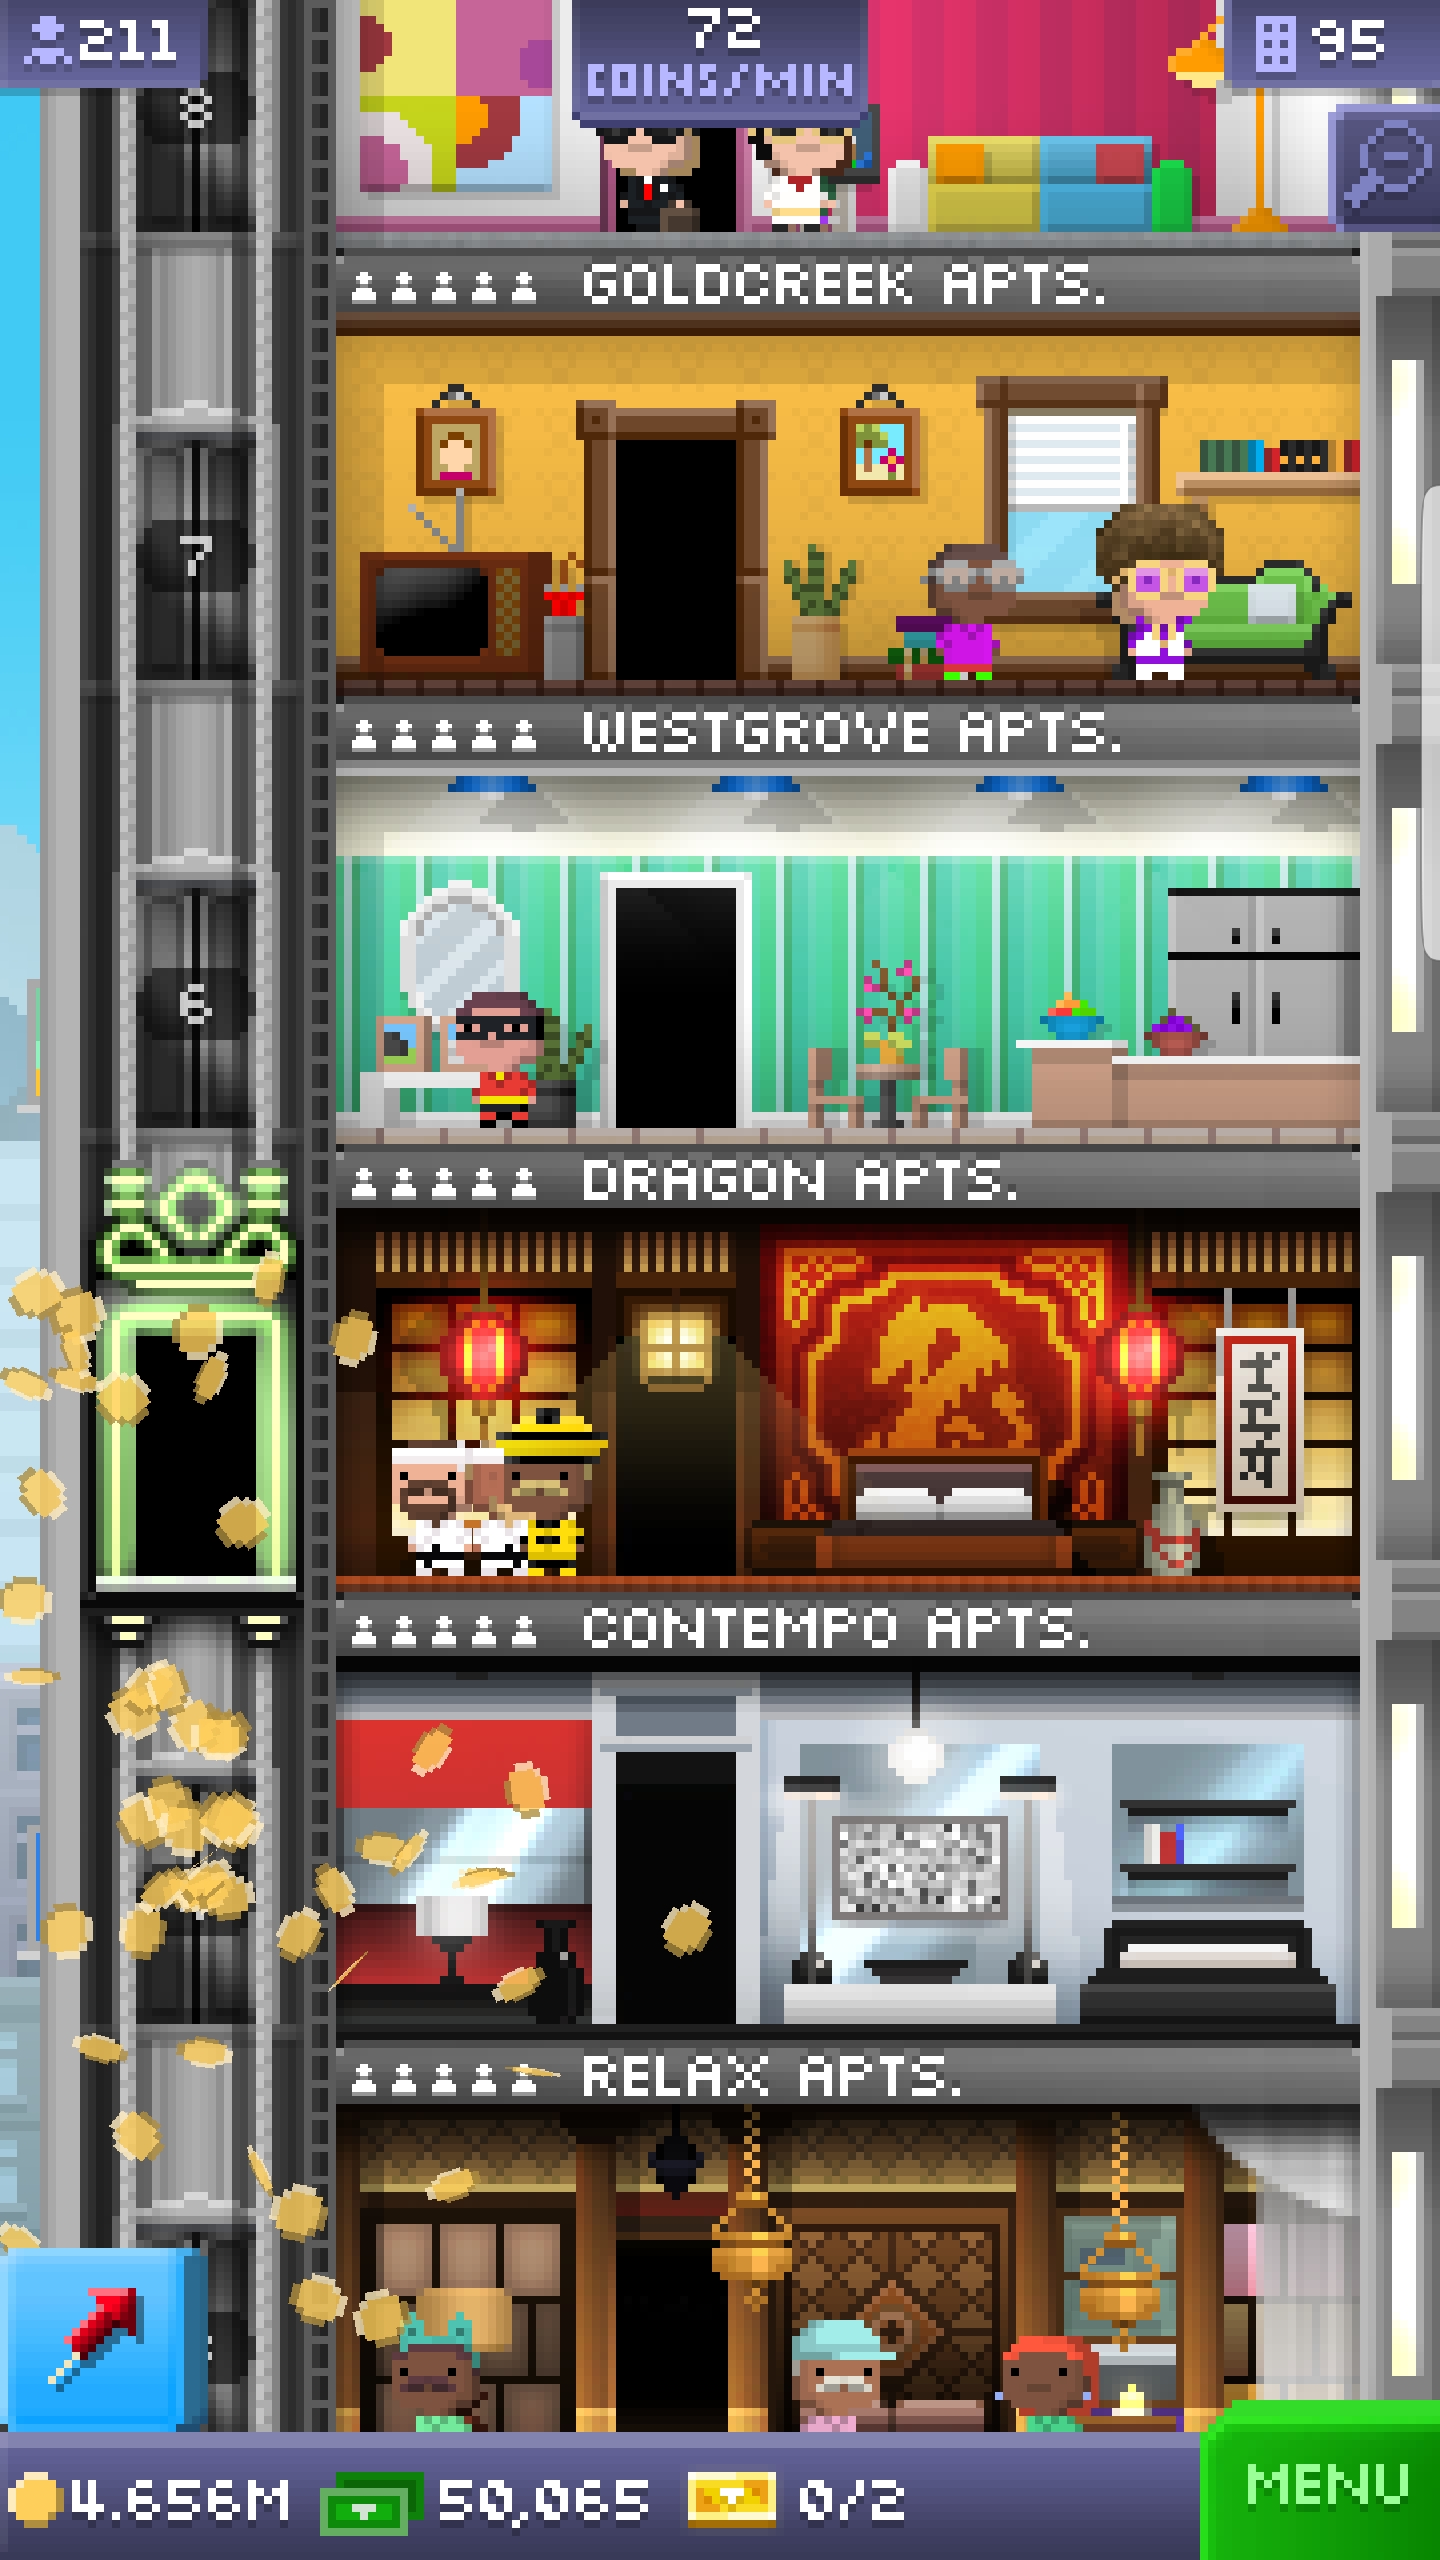 211
72
COINS/MIN
95
8
GOLDCREEK APTS.
7
WESTGROVE APTS.
6
DRAGON APTS.
CONTEMPO APTS.
RELAX APTS.
4.656M
50,065
0/2
MENU